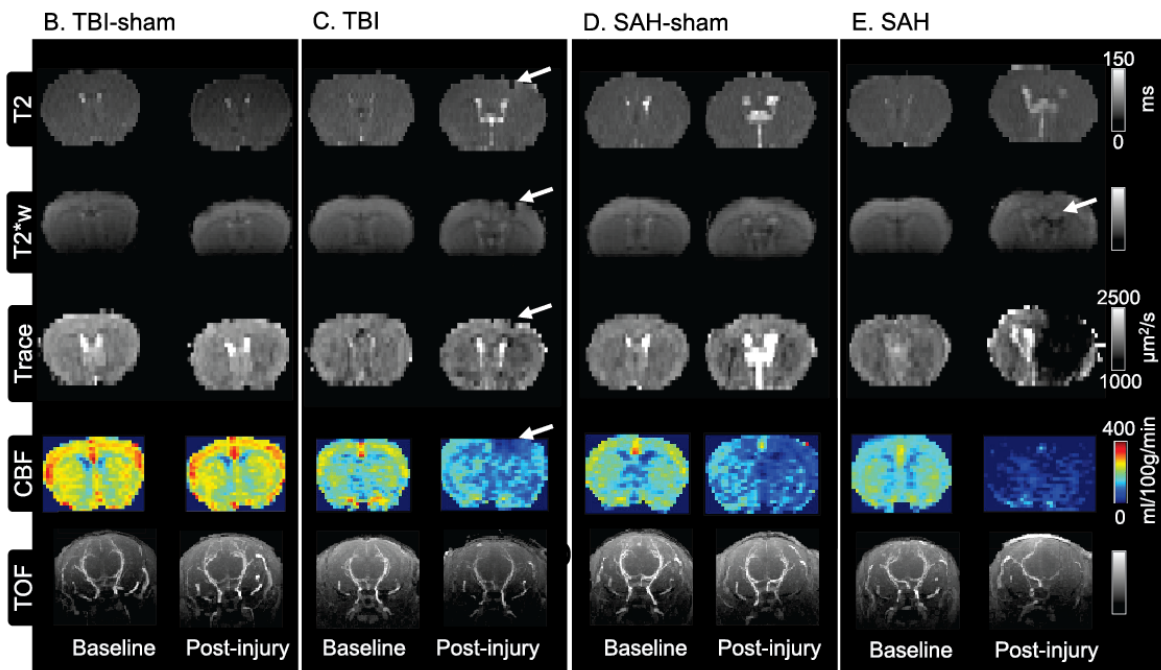 B. TBI-sham
C. TBI
D. SAH-sham
E. SAH
T2
150
ms
0
T2*w
Trace
2500
µm²/s
1000
CBF
400
ml/100g/min
0
TOF
Baseline
Post-injury
Baseline
Post-injury
Baseline
Post-injury
Baseline
Post-injury